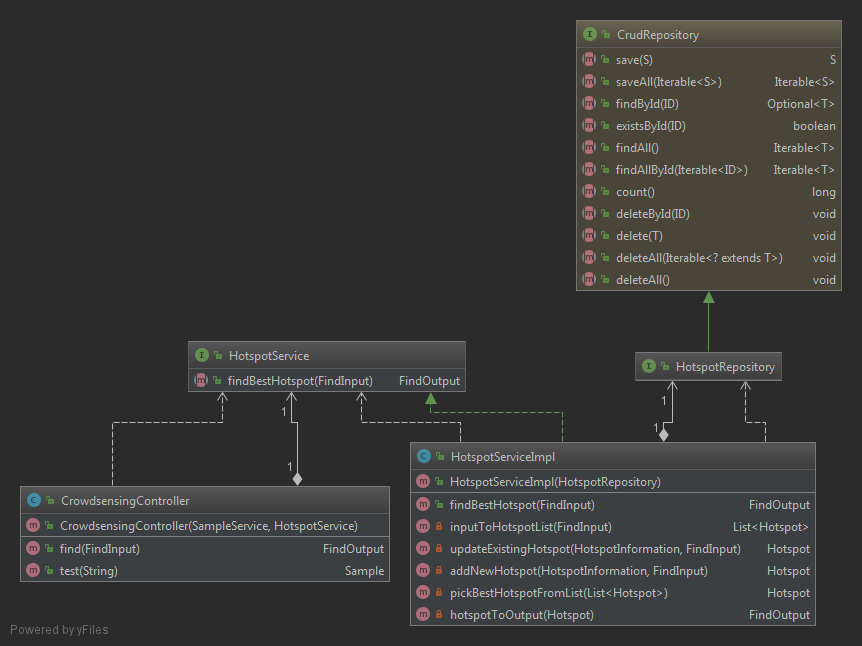 CrudRepository
save(S) S
saveAll(Iterable<S>) Iterable<S>
findById(ID) Optional<T>
existsById(ID) boolean
findAll() Iterable<T>
findAllById(Iterable<ID>) Iterable<T>
count() long
deleteById(ID) void
delete(T) void
deleteAll(Iterable<? extends T>) void
deleteAll() void
HotspotService
findBestHotspot(FindInput) FindOutput
HotspotRepository
1
1
1
1
HotspotServiceImpl
HotspotServiceImpl(HotspotRepository)
findBestHotspot(FindInput) FindOutput
inputToHotspotList(FindInput) List<Hotspot>
updateExistingHotspot(HotspotInformation, FindInput) Hotspot
addNewHotspot(HotspotInformation, FindInput) Hotspot
pickBestHotspotFromList(List<Hotspot>) Hotspot
hotspotToOutput(Hotspot) FindOutput
CrowdsensingController
CrowdsensingController(SampleService, HotspotService)
find(FindInput) FindOutput
test(String) Sample
Powered by yFiles